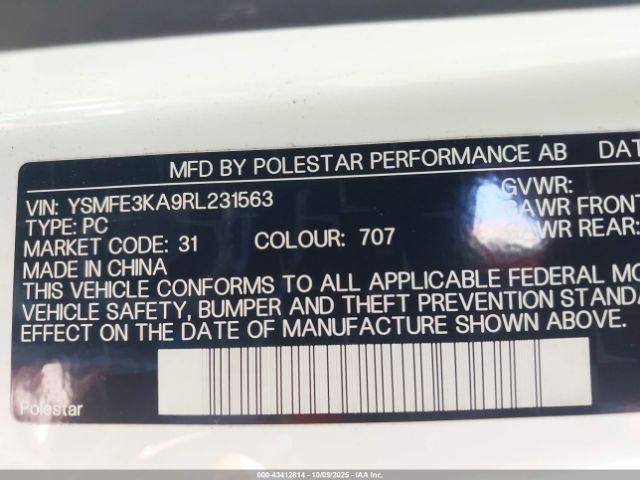 MFD BY POLESTAR PERFORMANCE AB DAT
VIN: YSMFE3KA9RL231563
GVWR:
TYPE: PC
GAWR FRONT
MARKET CODE: 31 COLOUR: 707
GAWR REAR:
MADE IN CHINA
THIS VEHICLE CONFORMS TO ALL APPLICABLE FEDERAL MO
VEHICLE SAFETY, BUMPER AND THEFT PREVENTION STANDA
EFFECT ON THE DATE OF MANUFACTURE SHOWN ABOVE.
Polestar
000-43412814 - 10/09/2025 - IAA Inc.